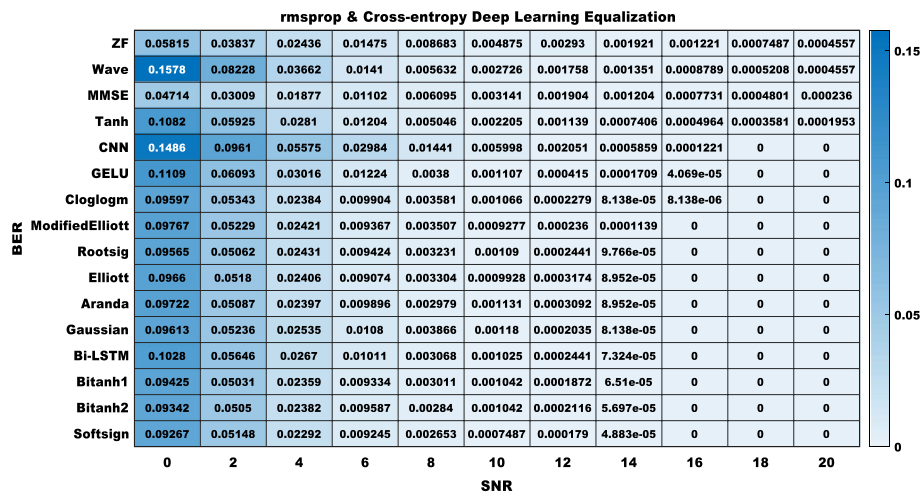 rmsprop & Cross-entropy Deep Learning Equalization
ZF 0.05815 0.03837 0.02436 0.01475 0.008683 0.004875 0.00293 0.001921 0.001221 0.0007487 0.0004557
Wave 0.1578 0.08228 0.03662 0.0141 0.005632 0.002726 0.001758 0.001351 0.0008789 0.0005208 0.0004557
MMSE 0.04714 0.03009 0.01877 0.01102 0.006095 0.003141 0.001904 0.001204 0.0007731 0.0004801 0.000236
Tanh 0.1082 0.05925 0.0281 0.01204 0.005046 0.002205 0.001139 0.0007406 0.0004964 0.0003581 0.0001953
CNN 0.1486 0.0961 0.05575 0.02984 0.01441 0.005998 0.002051 0.0005859 0.0001221 0 0
GELU 0.1109 0.06093 0.03016 0.01224 0.0038 0.001107 0.000415 0.0001709 4.069e-05 0 0
Cloglogm 0.09597 0.05343 0.02384 0.009904 0.003581 0.001066 0.0002279 8.138e-05 8.138e-06 0 0
ModifiedElliott 0.09767 0.05229 0.02421 0.009367 0.003507 0.0009277 0.000236 0.0001139 0 0 0
Rootsig 0.09565 0.05062 0.02431 0.009424 0.003231 0.00109 0.0002441 9.766e-05 0 0 0
Elliott 0.0966 0.0518 0.02406 0.009074 0.003304 0.0009928 0.0003174 8.952e-05 0 0 0
Aranda 0.09722 0.05087 0.02397 0.009896 0.002979 0.001131 0.0003092 8.952e-05 0 0 0
Gaussian 0.09613 0.05236 0.02535 0.0108 0.003866 0.00118 0.0002035 8.138e-05 0 0 0
Bi-LSTM 0.1028 0.05646 0.0267 0.01011 0.003068 0.001025 0.0002441 7.324e-05 0 0 0
Bitanh1 0.09425 0.05031 0.02359 0.009334 0.003011 0.001042 0.0001872 6.51e-05 0 0 0
Bitanh2 0.09342 0.0505 0.02382 0.009587 0.00284 0.001042 0.0002116 5.697e-05 0 0 0
Softsign 0.09267 0.05148 0.02292 0.009245 0.002653 0.0007487 0.000179 4.883e-05 0 0 0
0 2 4 6 8 10 12 14 16 18 20
SNR
BER
0.15
0.1
0.05
0